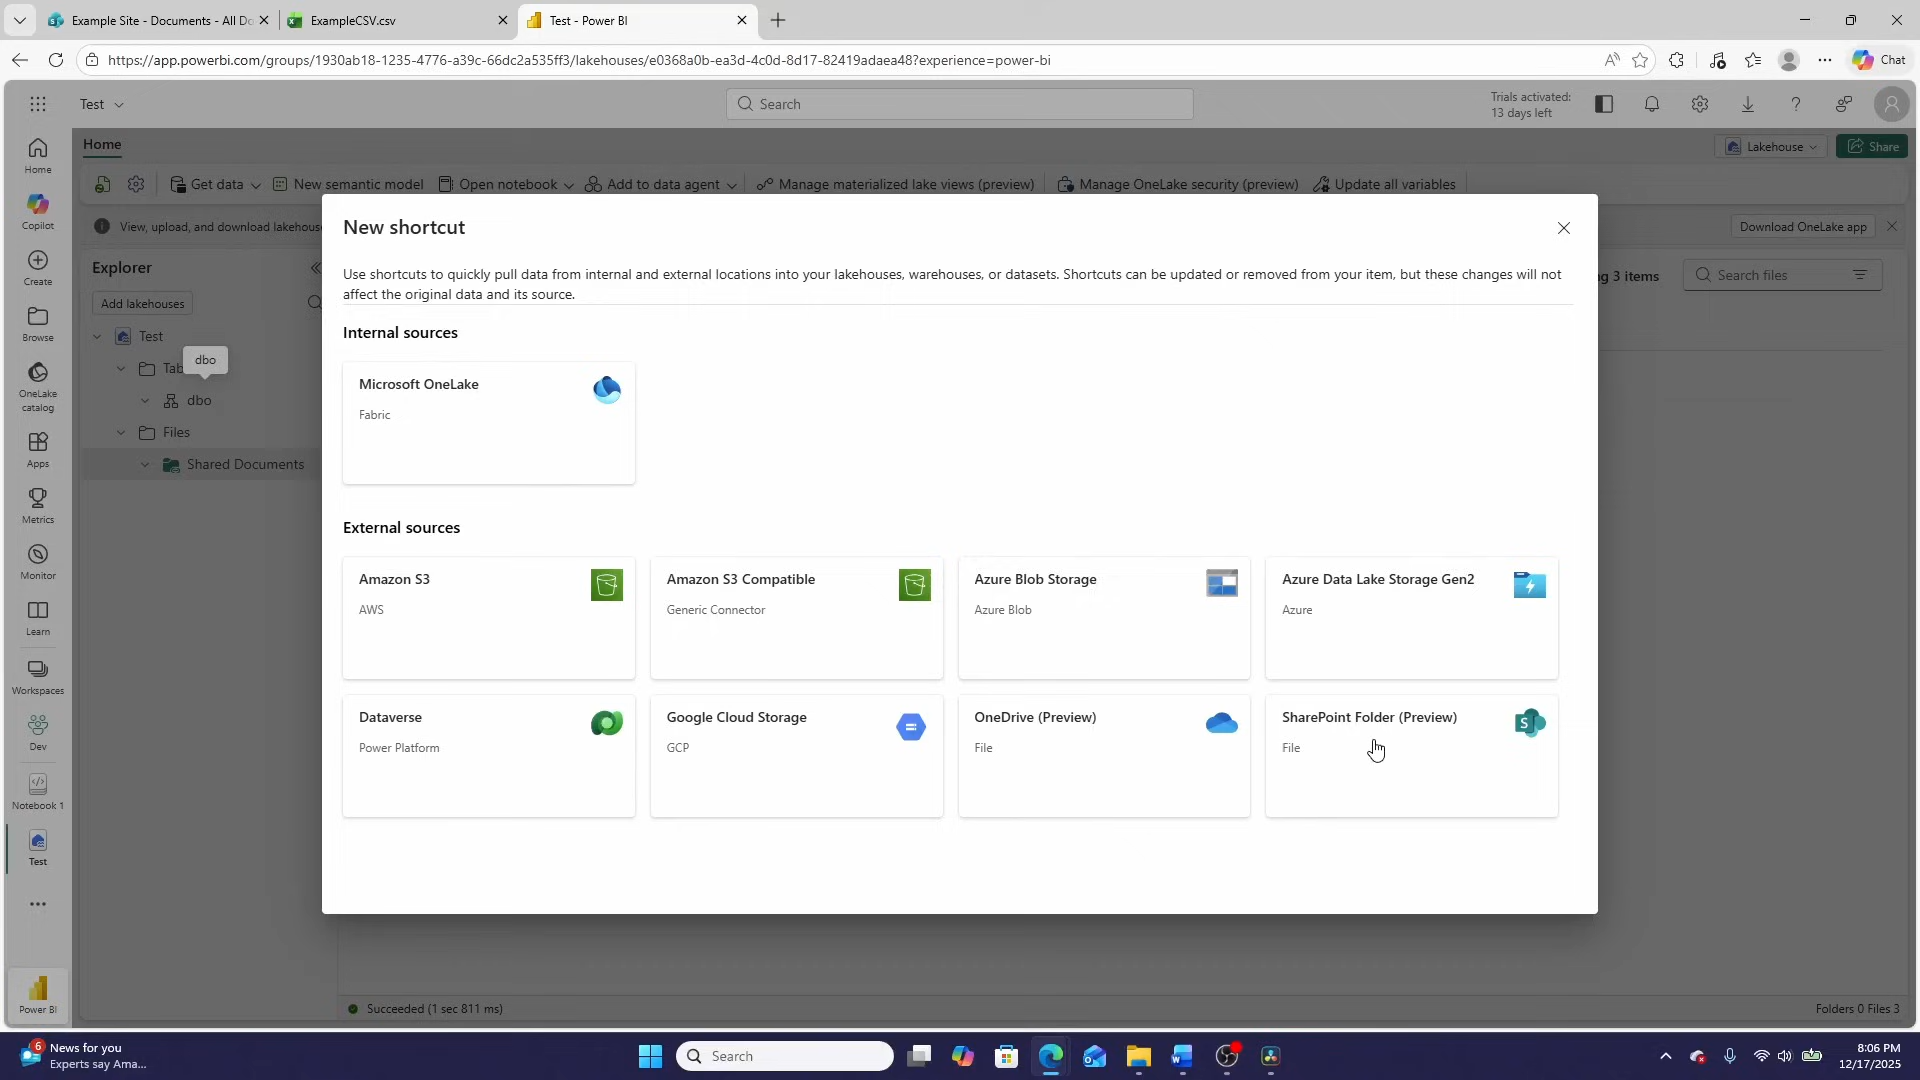 Example Site - Documents - All Do
ExampleCSV.csv
Test - Power BI
https://app.powerbi.com/groups/1930ab18-1235-4776-a39c-66dc2a535ff3/lakehouses/e0368a0b-ea3d-4c0d-8d17-82419adaea48?experience=power-bi
Chat
Test
Search
Trials activated:
13 days left
Home
Lakehouse
Share
Get data
New semantic model
Open notebook
Add to data agent
Manage materialized lake views (preview)
Manage OneLake security (preview)
Update all variables
View, upload, and download lakehouse
Download OneLake app
Explorer
Add lakehouses
Test
Tab
dbo
dbo
Files
Shared Documents
ng 3 items
Search files
Home
Copilot
Create
Browse
OneLake
catalog
Apps
Metrics
Monitor
Learn
Workspaces
Dev
Notebook 1
Test
Power BI
New shortcut
Use shortcuts to quickly pull data from internal and external locations into your lakehouses, warehouses, or datasets. Shortcuts can be updated or removed from your item, but these changes will not
affect the original data and its source.
Internal sources
Microsoft OneLake
Fabric
External sources
Amazon S3
AWS
Amazon S3 Compatible
Generic Connector
Azure Blob Storage
Azure Blob
Azure Data Lake Storage Gen2
Azure
Dataverse
Power Platform
Google Cloud Storage
GCP
OneDrive (Preview)
File
SharePoint Folder (Preview)
File
Succeeded (1 sec 811 ms)
Folders 0 Files 3
6
News for you
Experts say Ama...
Search
8:06 PM
12/17/2025